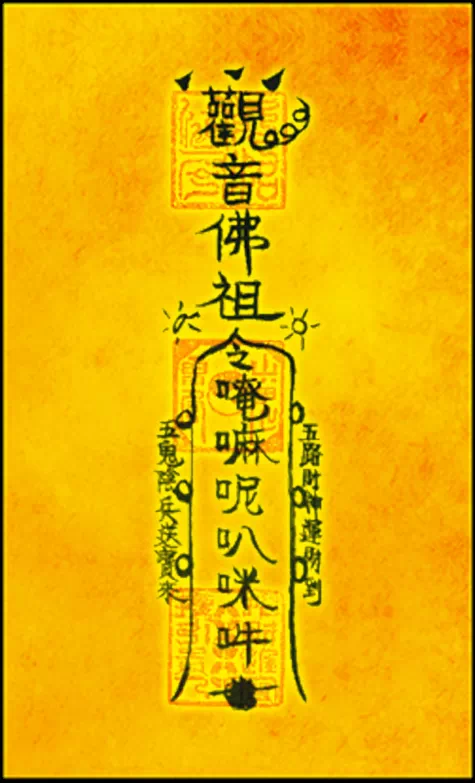 觀音佛祖令唵嘛呢叭咪吽
五路財神運財到
五鬼陰兵送寶來